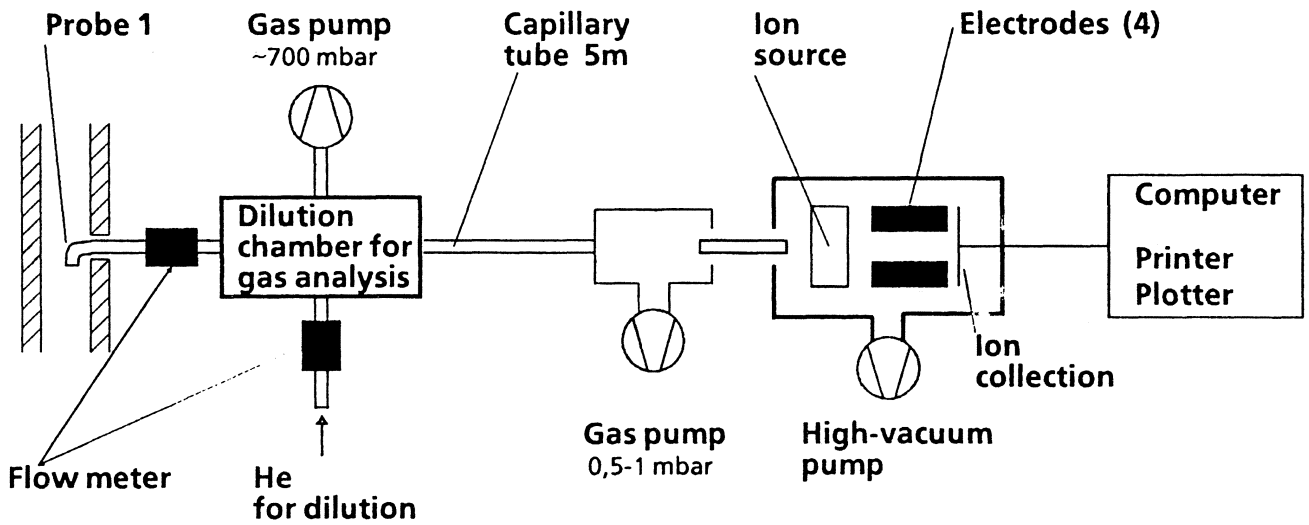 Probe 1
Gas pump
~700 mbar
Capillary
tube 5m
Ion
source
Electrodes (4)
Dilution
chamber for
gas analysis
Computer
Printer
Plotter
Ion
collection
Flow meter
He
for dilution
Gas pump
0,5-1 mbar
High-vacuum
pump